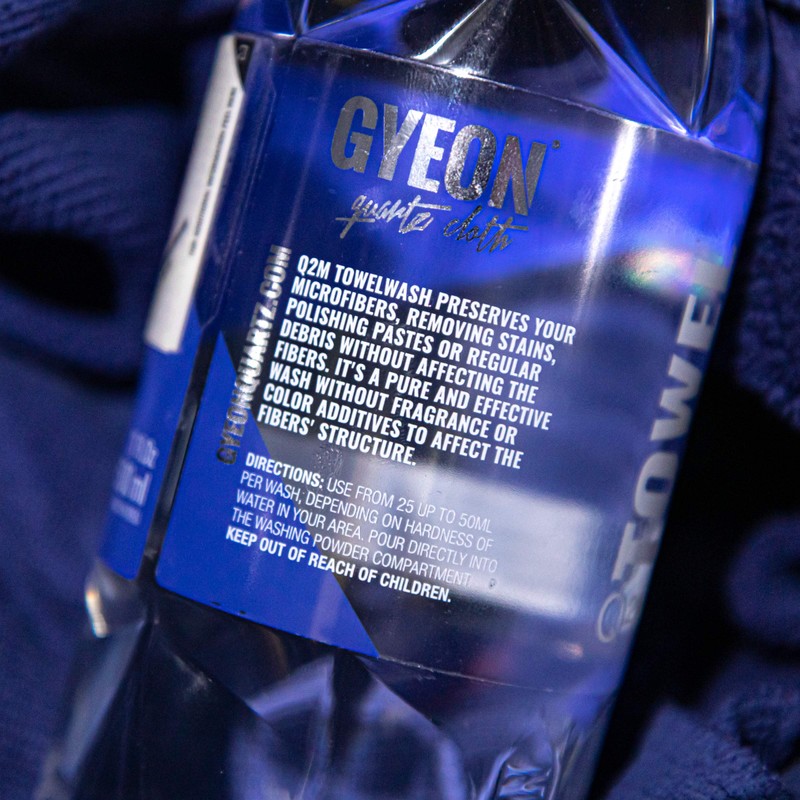 GYEON
quartz cloth
Q2M TOWELWASH PRESERVES YOUR
MICROFIBERS, REMOVING STAINS,
POLISHING PASTES OR REGULAR
DEBRIS WITHOUT AFFECTING THE
FIBERS. IT'S A PURE AND EFFECTIVE
WASH WITHOUT FRAGRANCE OR
COLOR ADDITIVES TO AFFECT THE
FIBERS' STRUCTURE.
DIRECTIONS: USE FROM 25 UP TO 50ML
PER WASH, DEPENDING ON HARDNESS OF
WATER IN YOUR AREA. POUR DIRECTLY INTO
THE WASHING POWDER COMPARTMENT.
KEEP OUT OF REACH OF CHILDREN.
GYEONQUARTZ.COM